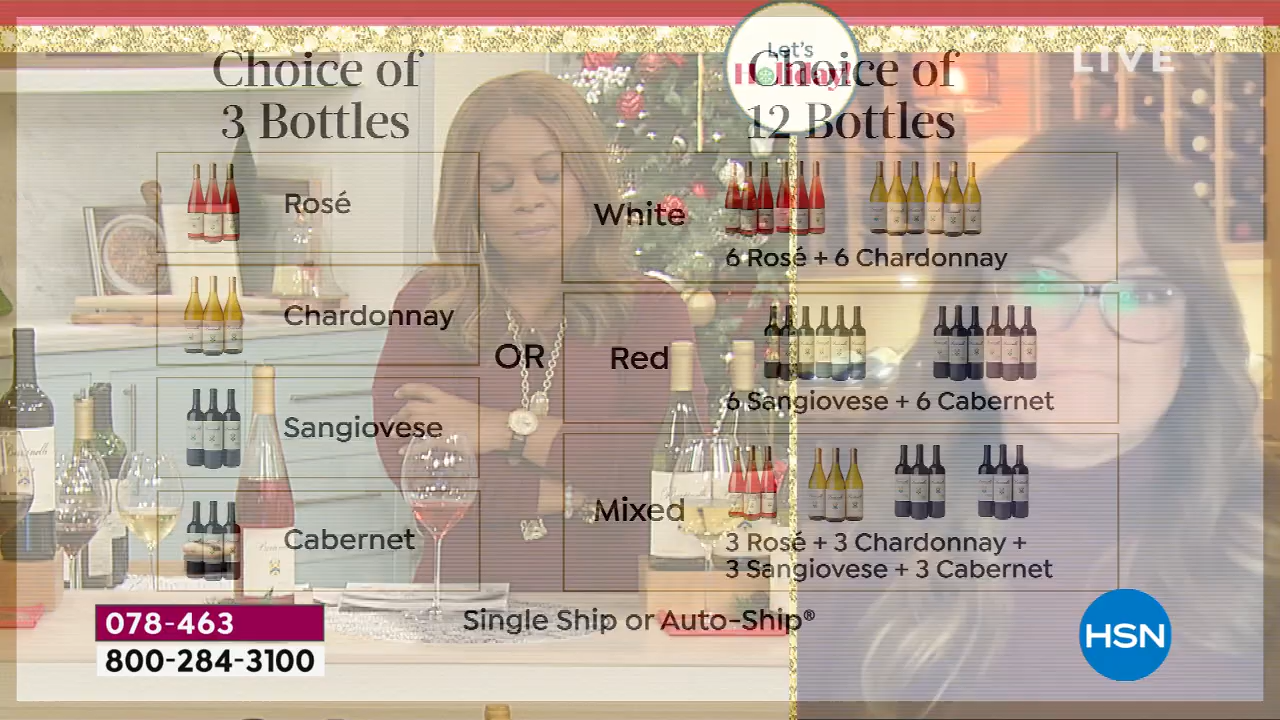 Let's
Holiday!
LIVE
Choice of
3 Bottles
Rosé
Chardonnay
Sangiovese
Cabernet
OR
Choice of
12 Bottles
White
6 Rosé + 6 Chardonnay
Red
6 Sangiovese + 6 Cabernet
Mixed
3 Rosé + 3 Chardonnay +
3 Sangiovese + 3 Cabernet
Single Ship or Auto-Ship®
078-463
800-284-3100
HSN